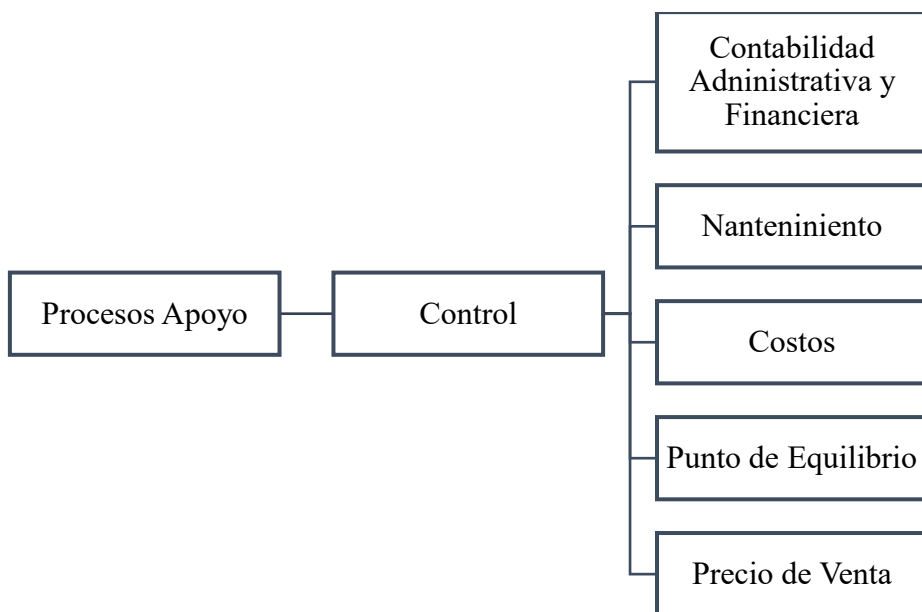 Contabilidad
Adninistrativa y
Financiera
Nanteniniento
Procesos Apoyo
Control
Costos
Punto de Equilibrio
Precio de Venta